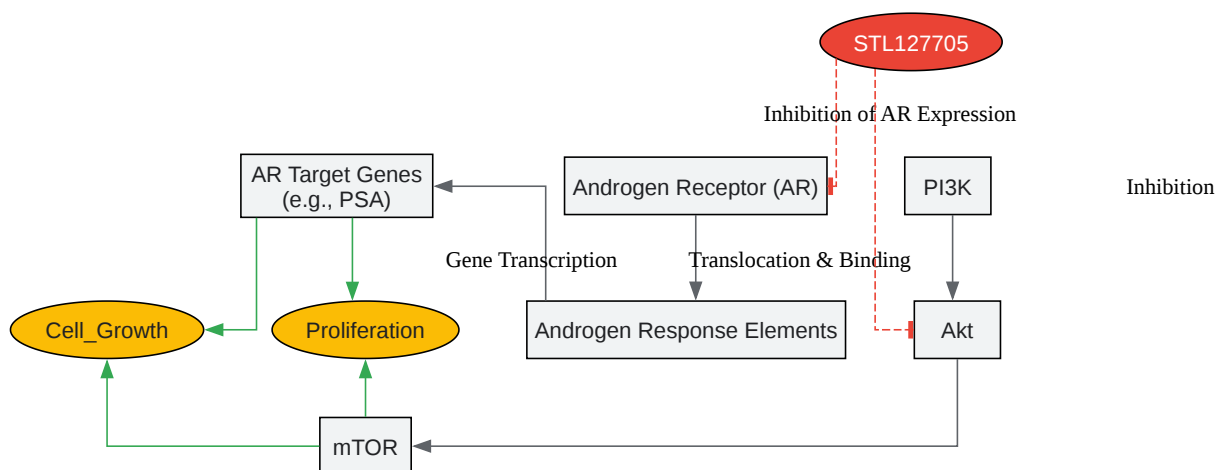 STL127705
Inhibition of AR Expression
AR Target Genes
(e.g., PSA)
Androgen Receptor (AR)
PI3K
Inhibition
Gene Transcription
Translocation & Binding
Cell_Growth
Proliferation
Androgen Response Elements
Akt
mTOR